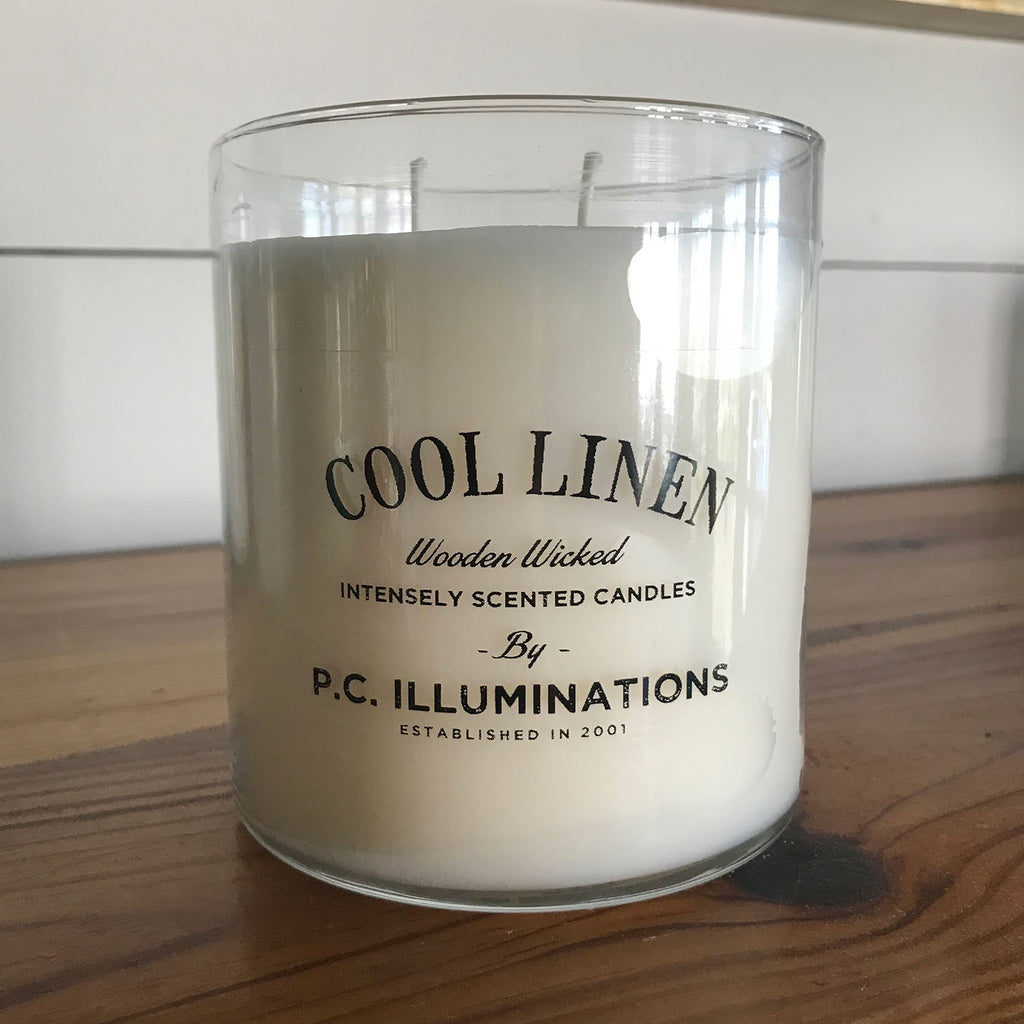 COOL LINEN
Wooden Wicked
INTENSELY SCENTED CANDLES
- By -
P.C. ILLUMINATIONS
ESTABLISHED IN 2001